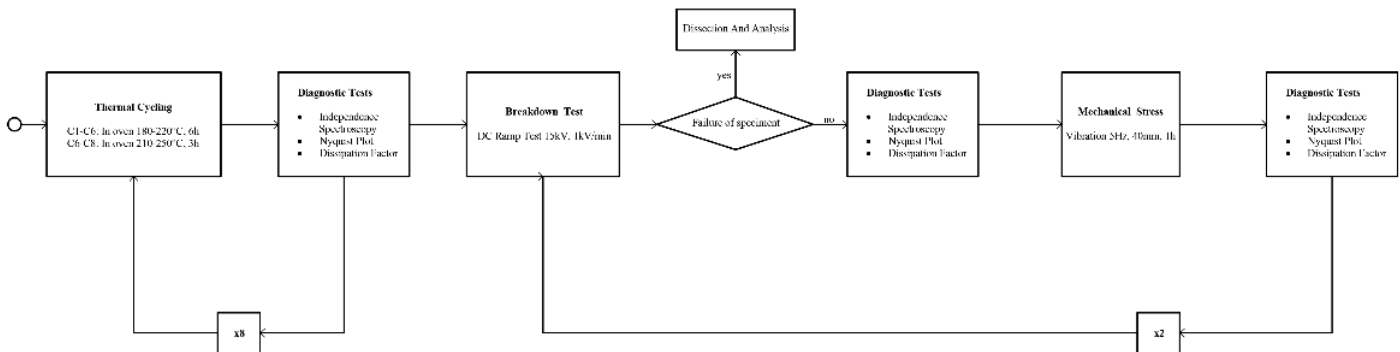 Dissection And Analysis
yes
Thermal Cycling
C1-C6: In oven 180-220°C, 6h
C6-C8: In oven 210-250°C, 3h
Diagnostic Tests
Independence
Spectroscopy
Nyquist Plot
Dissipation Factor
Breakdown Test
DC Ramp Test 15kV, 1kV/min
Failure of speciment
no
Diagnostic Tests
Independence
Spectroscopy
Nyquist Plot
Dissipation Factor
Mechanical Stress
Vibration 5Hz, 40mm, 1h
Diagnostic Tests
Independence
Spectroscopy
Nyquist Plot
Dissipation Factor
x8
x2